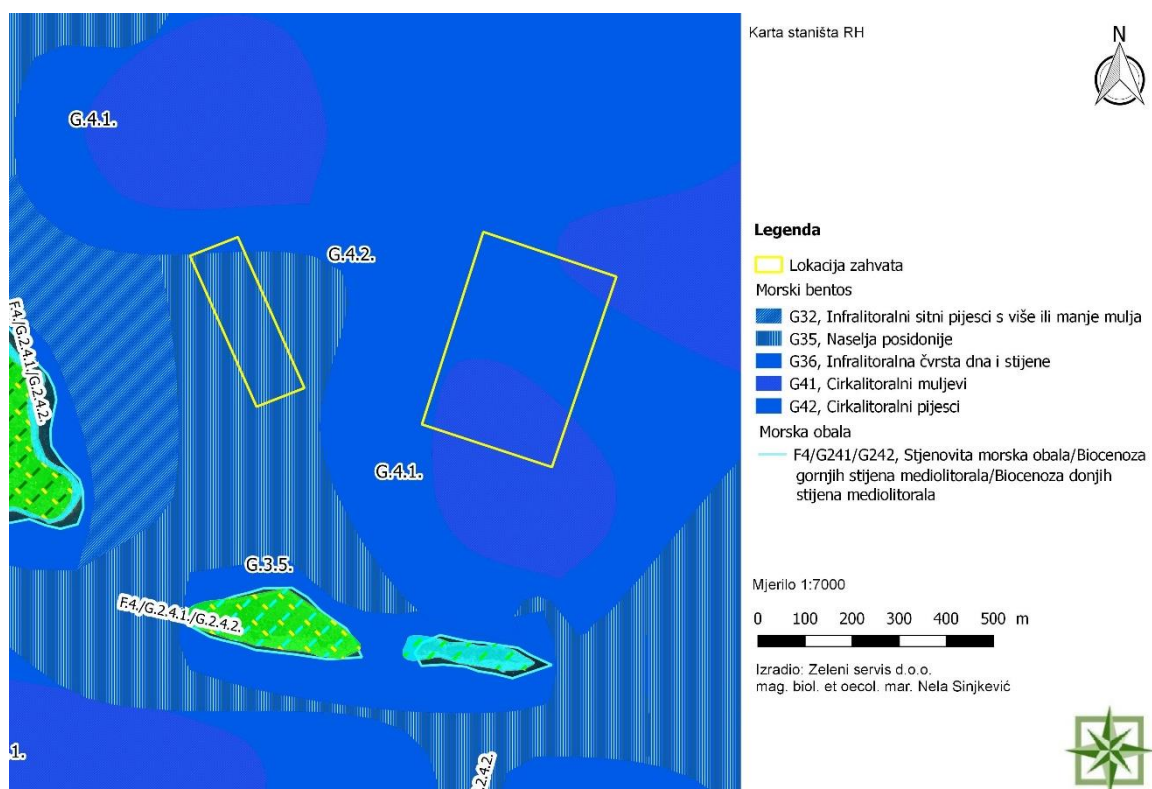 Karta staništa RH
N
G.4.1.
G.4.2.
F.4./G.2.4.1./G.2.4.2.
G.4.1.
G.3.5.
F.4./G.2.4.1./G.2.4.2.
1.
2.4.2.
Legenda
Lokacija zahvata
Morski bentos
G32, Infralitoralni sitni pijesci s više ili manje mulja
G35, Naselja posidonije
G36, Infralitoralna čvrsta dna i stijene
G41, Cirkalitoralni muljevi
G42, Cirkalitoralni pijesci
Morska obala
F4/G241/G242, Stjenovita morska obala/Biocenoza
gornjih stijena mediolitorala/Biocenoza donjih
stijena mediolitorala
Mjerilo 1:7000
0 100 200 300 400 500 m
Izradio: Zeleni servis d.o.o.
mag. biol. et oecol. mar. Nela Sinjkević